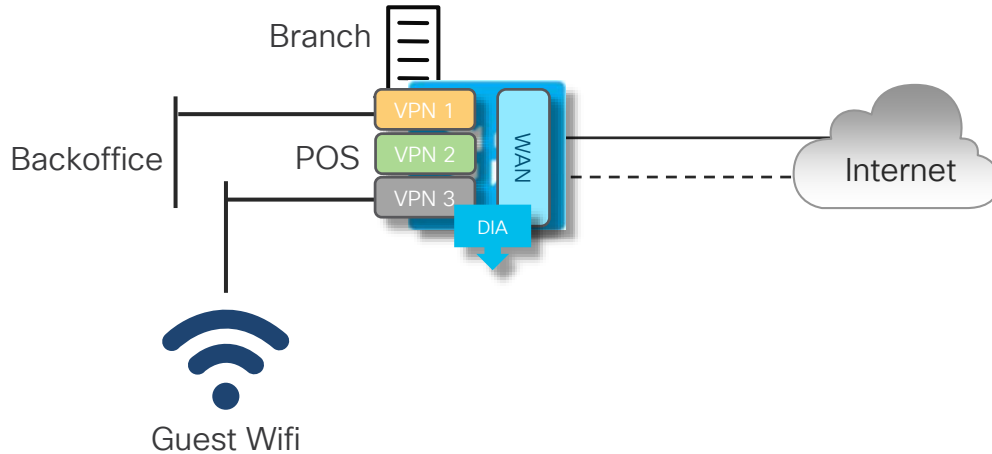 Branch
VPN 1
Backoffice
POS
VPN 2
WAN
Internet
VPN 3
DIA
Guest Wifi